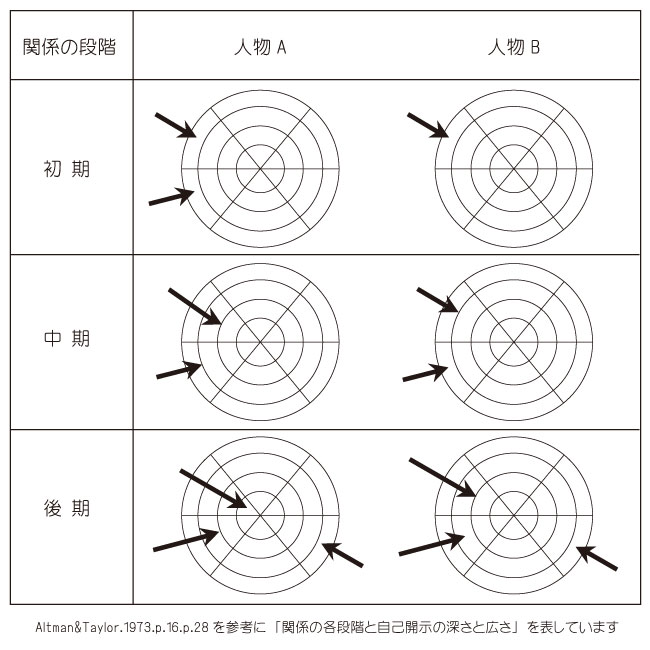 関係の段階 人物A 人物B
初期
中期
後期
Altman&Taylor.1973.p.16.p.28 を参考に「関係の各段階と自己開示の深さと広さ」を表しています